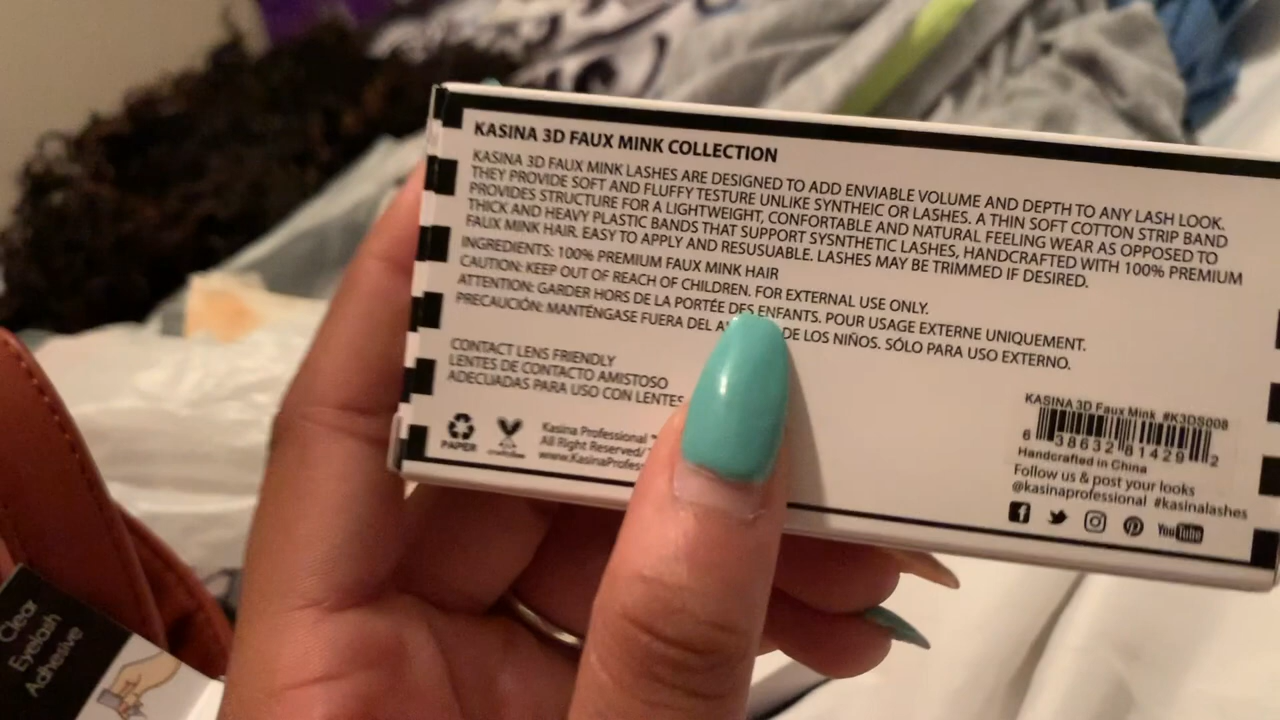 KASINA 3D FAUX MINK COLLECTION
KASINA 3D FAUX MINK LASHES ARE DESIGNED TO ADD ENVIABLE VOLUME AND DEPTH TO ANY LASH LOOK.
THEY PROVIDE SOFT AND FLUFFY TESTURE UNLIKE SYNTHEIC OR LASHES. A THIN SOFT COTTON STRIP BAND
PROVIDES STRUCTURE FOR A LIGHTWEIGHT, CONFORTABLE AND NATURAL FEELING WEAR AS OPPOSED TO
THICK AND HEAVY PLASTIC BANDS THAT SUPPORT SYSNTHETIC LASHES, HANDCRAFTED WITH 100% PREMIUM
FAUX MINK HAIR. EASY TO APPLY AND RESUSUABLE. LASHES MAY BE TRIMMED IF DESIRED.
INGREDIENTS: 100% PREMIUM FAUX MINK HAIR
CAUTION: KEEP OUT OF REACH OF CHILDREN. FOR EXTERNAL USE ONLY.
ATTENTION: GARDER HORS DE LA PORTÉE DES ENFANTS. POUR USAGE EXTERNE UNIQUEMENT.
PRECAUCIÓN: MANTÉNGASE FUERA DEL DE LOS NIÑOS. SÓLO PARA USO EXTERNO.
CONTACT LENS FRIENDLY
LENTES DE CONTACTO AMISTOSO
ADECUADAS PARA USO CON LENTES
PAPER
crueltyfree
Kasina Professional ™
All Right Reserved/
www.KasinaProfes
KASINA 3D Faux Mink #K3DS008
6 38632 81429 2
Handcrafted in China
Follow us & post your looks
@kasinaprofessional #kasinalashes
YouTube
Clear
Eyelash
Adhesive